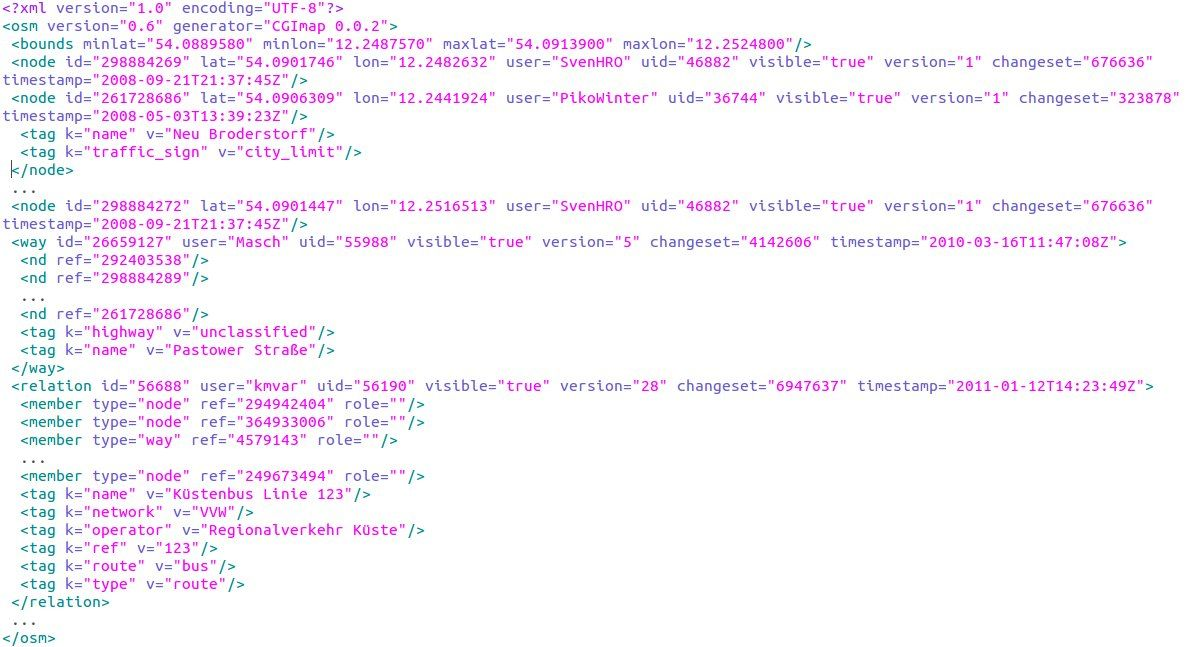 <?xml version="1.0" encoding="UTF-8"?>
<osm version="0.6" generator="CGImap 0.0.2">
 <bounds minlat="54.0889580" minlon="12.2487570" maxlat="54.0913900" maxlon="12.2524800"/>
 <node id="298884269" lat="54.0901746" lon="12.2482632" user="SvenHRO" uid="46882" visible="true" version="1" changeset="676636"
timestamp="2008-09-21T21:37:45Z"/>
 <node id="261728686" lat="54.0906309" lon="12.2441924" user="PikoWinter" uid="36744" visible="true" version="1" changeset="323878"
timestamp="2008-05-03T13:39:23Z">
  <tag k="name" v="Neu Broderstorf"/>
  <tag k="traffic_sign" v="city_limit"/>
 </node>
 ...
 <node id="298884272" lat="54.0901447" lon="12.2516513" user="SvenHRO" uid="46882" visible="true" version="1" changeset="676636"
timestamp="2008-09-21T21:37:45Z"/>
 <way id="26659127" user="Masch" uid="55988" visible="true" version="5" changeset="4142606" timestamp="2010-03-16T11:47:08Z">
  <nd ref="292403538"/>
  <nd ref="298884289"/>
  ...
  <nd ref="261728686"/>
  <tag k="highway" v="unclassified"/>
  <tag k="name" v="Pastower Straße"/>
 </way>
 <relation id="56688" user="kmvar" uid="56190" visible="true" version="28" changeset="6947637" timestamp="2011-01-12T14:23:49Z">
  <member type="node" ref="294942404" role=""/>
  <member type="node" ref="364933006" role=""/>
  <member type="way" ref="4579143" role=""/>
  ...
  <member type="node" ref="249673494" role=""/>
  <tag k="name" v="Küstenbus Linie 123"/>
  <tag k="network" v="VVW"/>
  <tag k="operator" v="Regionalverkehr Küste"/>
  <tag k="ref" v="123"/>
  <tag k="route" v="bus"/>
  <tag k="type" v="route"/>
 </relation>
 ...
</osm>